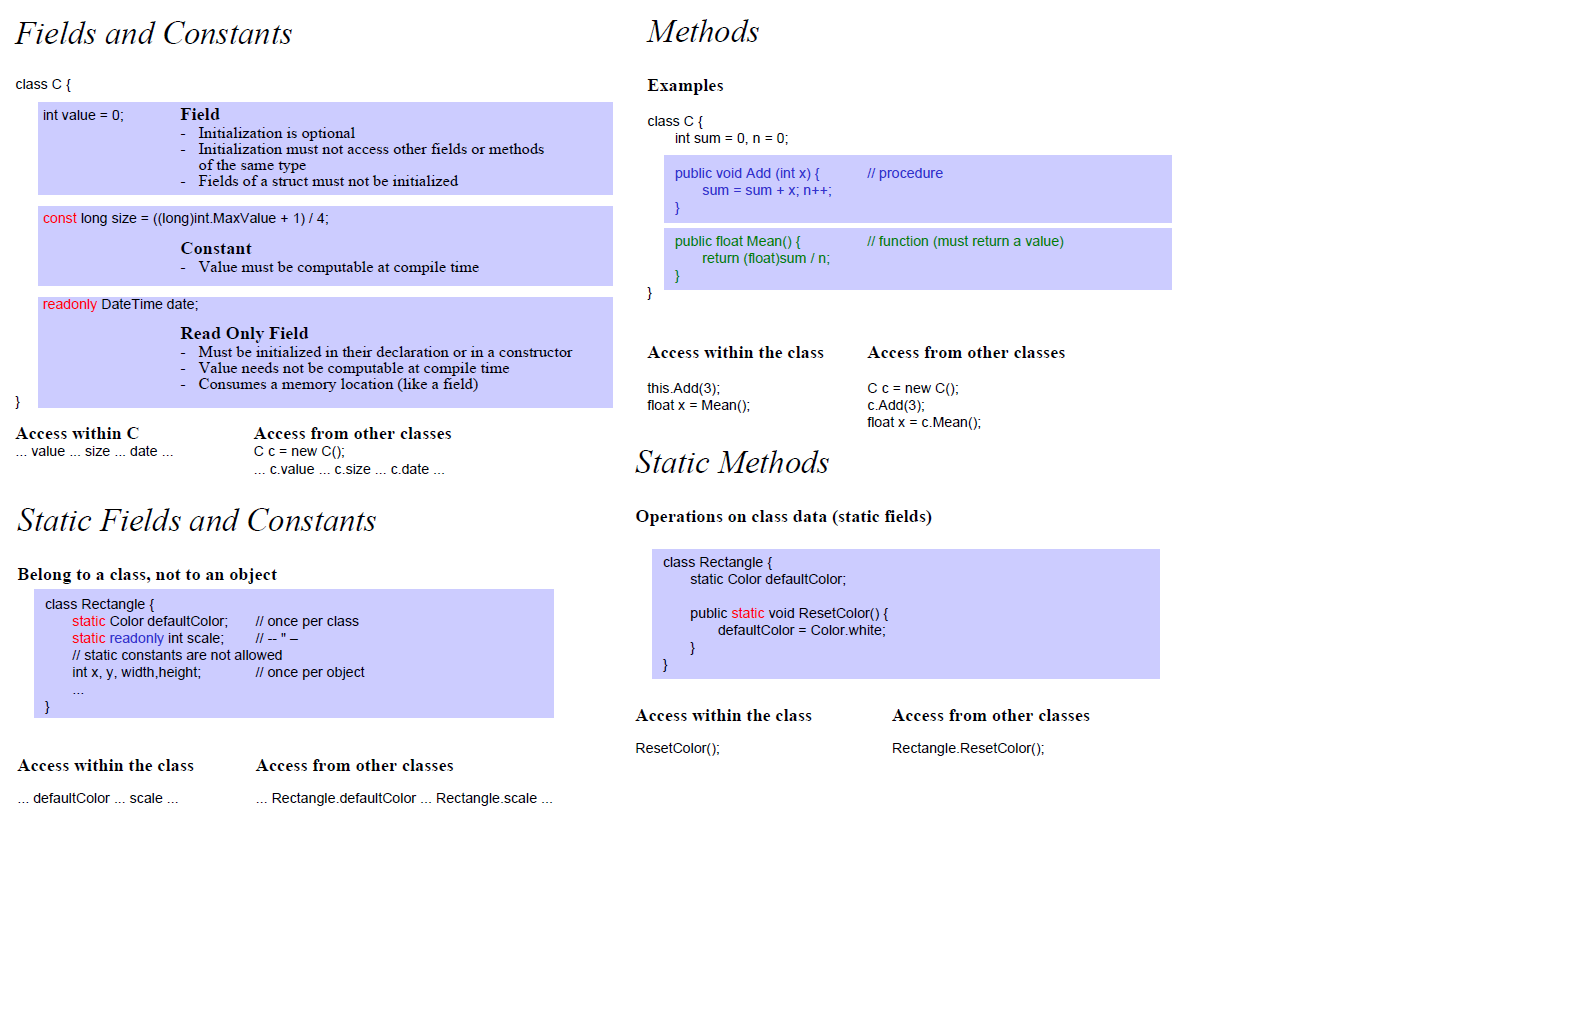 Fields and Constants
class C {
int value = 0;
Field
- Initialization is optional
- Initialization must not access other fields or methods
of the same type
- Fields of a struct must not be initialized
const long size = ((long)int.MaxValue + 1) / 4;
Constant
- Value must be computable at compile time
readonly DateTime date;
Read Only Field
- Must be initialized in their declaration or in a constructor
- Value needs not be computable at compile time
- Consumes a memory location (like a field)
}
Access within C
... value ... size ... date ...
Access from other classes
C c = new C();
... c.value ... c.size ... c.date ...
Static Fields and Constants
Belong to a class, not to an object
class Rectangle {
static Color defaultColor; // once per class
static readonly int scale; // -- " –
// static constants are not allowed
int x, y, width,height; // once per object
...
}
Access within the class
... defaultColor ... scale ...
Access from other classes
... Rectangle.defaultColor ... Rectangle.scale ...
Methods
Examples
class C {
int sum = 0, n = 0;
public void Add (int x) { // procedure
sum = sum + x; n++;
}
public float Mean() { // function (must return a value)
return (float)sum / n;
}
}
Access within the class
this.Add(3);
float x = Mean();
Access from other classes
C c = new C();
c.Add(3);
float x = c.Mean();
Static Methods
Operations on class data (static fields)
class Rectangle {
static Color defaultColor;
public static void ResetColor() {
defaultColor = Color.white;
}
}
Access within the class
ResetColor();
Access from other classes
Rectangle.ResetColor();